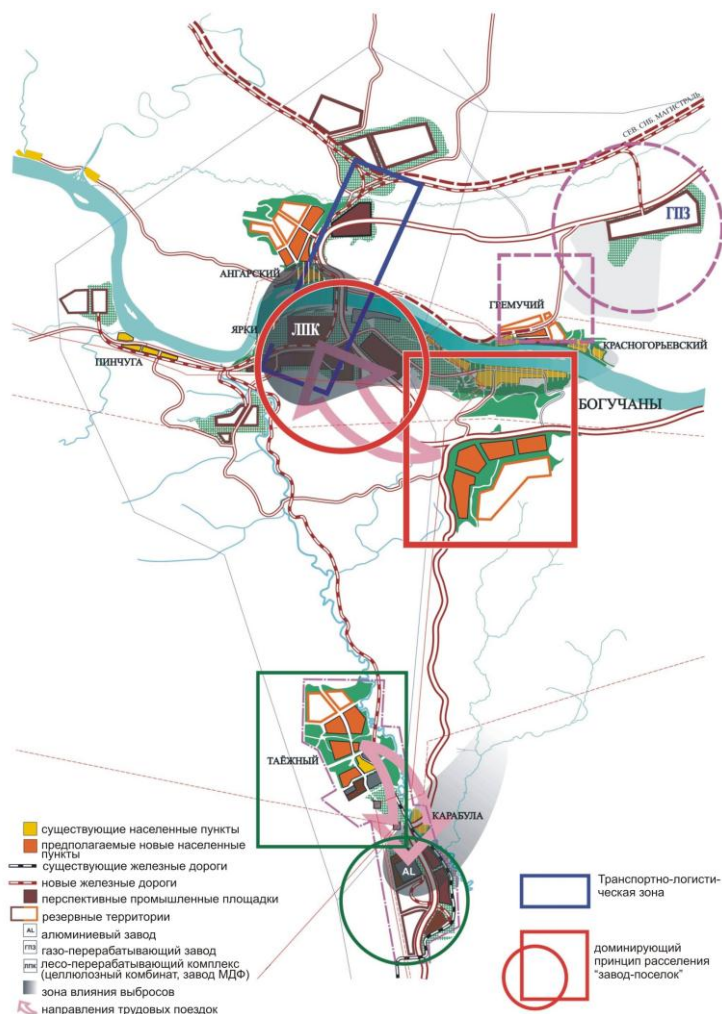 СЕВ. СИБ. МАГИСТРАЛЬ
ГПЗ
АНГАРСКИЙ
ЛП
ГРЕМУЧИЙ
ЯРКИ
ЛПК
КРАСНОГОРЬЕВСКИЙ
ПИНЧУГА
БОГУЧАНЫ
ТАЁЖНЫЙ
КАРАБУЛА
AL
существующие населенные пункты
предполагаемые новые населенные
пункты
существующие железные дороги
новые железные дороги
перспективные промышленные площадки
резервные территории
AL алюминиевый завод
ГПЗ газо-перерабатывающий завод
ЛПК лесо-перерабатывающий комплекс
(целлюлозный комбинат, завод МДФ)
зона влияния выбросов
направления трудовых поездок
Транспортно-логисти-
ческая зона
доминирующий
принцип расселения
"завод-поселок"